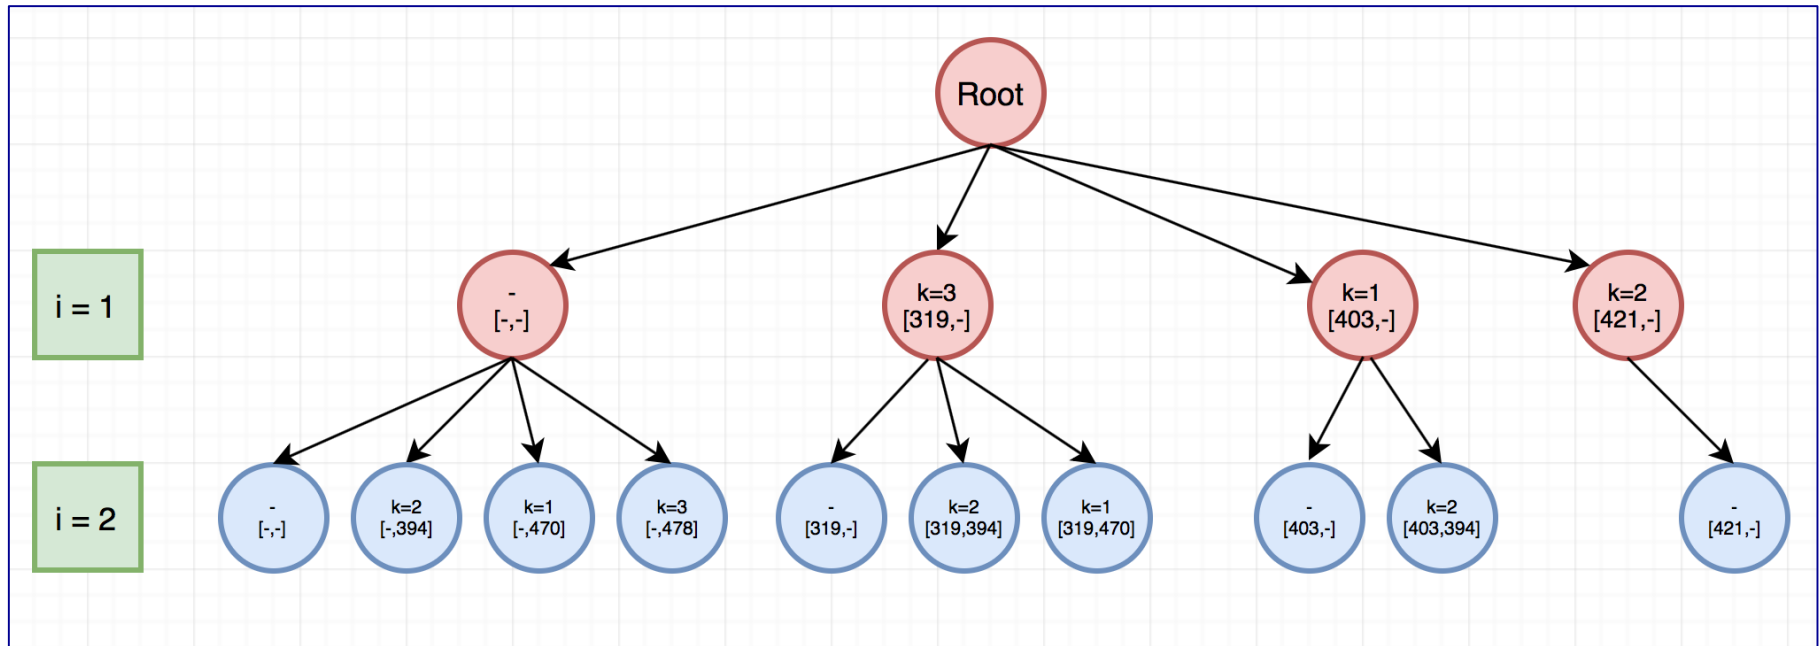 Root
i = 1
-
[-,-]
k=3
[319,-]
k=1
[403,-]
k=2
[421,-]
i = 2
-
[-,-]
k=2
[-,394]
k=1
[-,470]
k=3
[-,478]
-
[319,-]
k=2
[319,394]
k=1
[319,470]
-
[403,-]
k=2
[403,394]
-
[421,-]